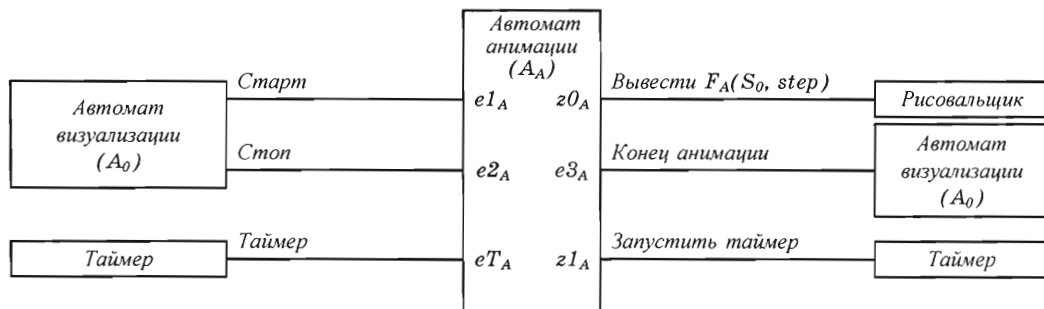 Автомат
анимации
(A_A)
Старт
e1_A
z0_A
Вывести F_A(S_0, step)
Рисовальщик
Автомат
визуализации
(A_0)
Стоп
e2_A
e3_A
Конец анимации
Автомат
визуализации
(A_0)
Таймер
Таймер
eT_A
z1_A
Запустить таймер
Таймер